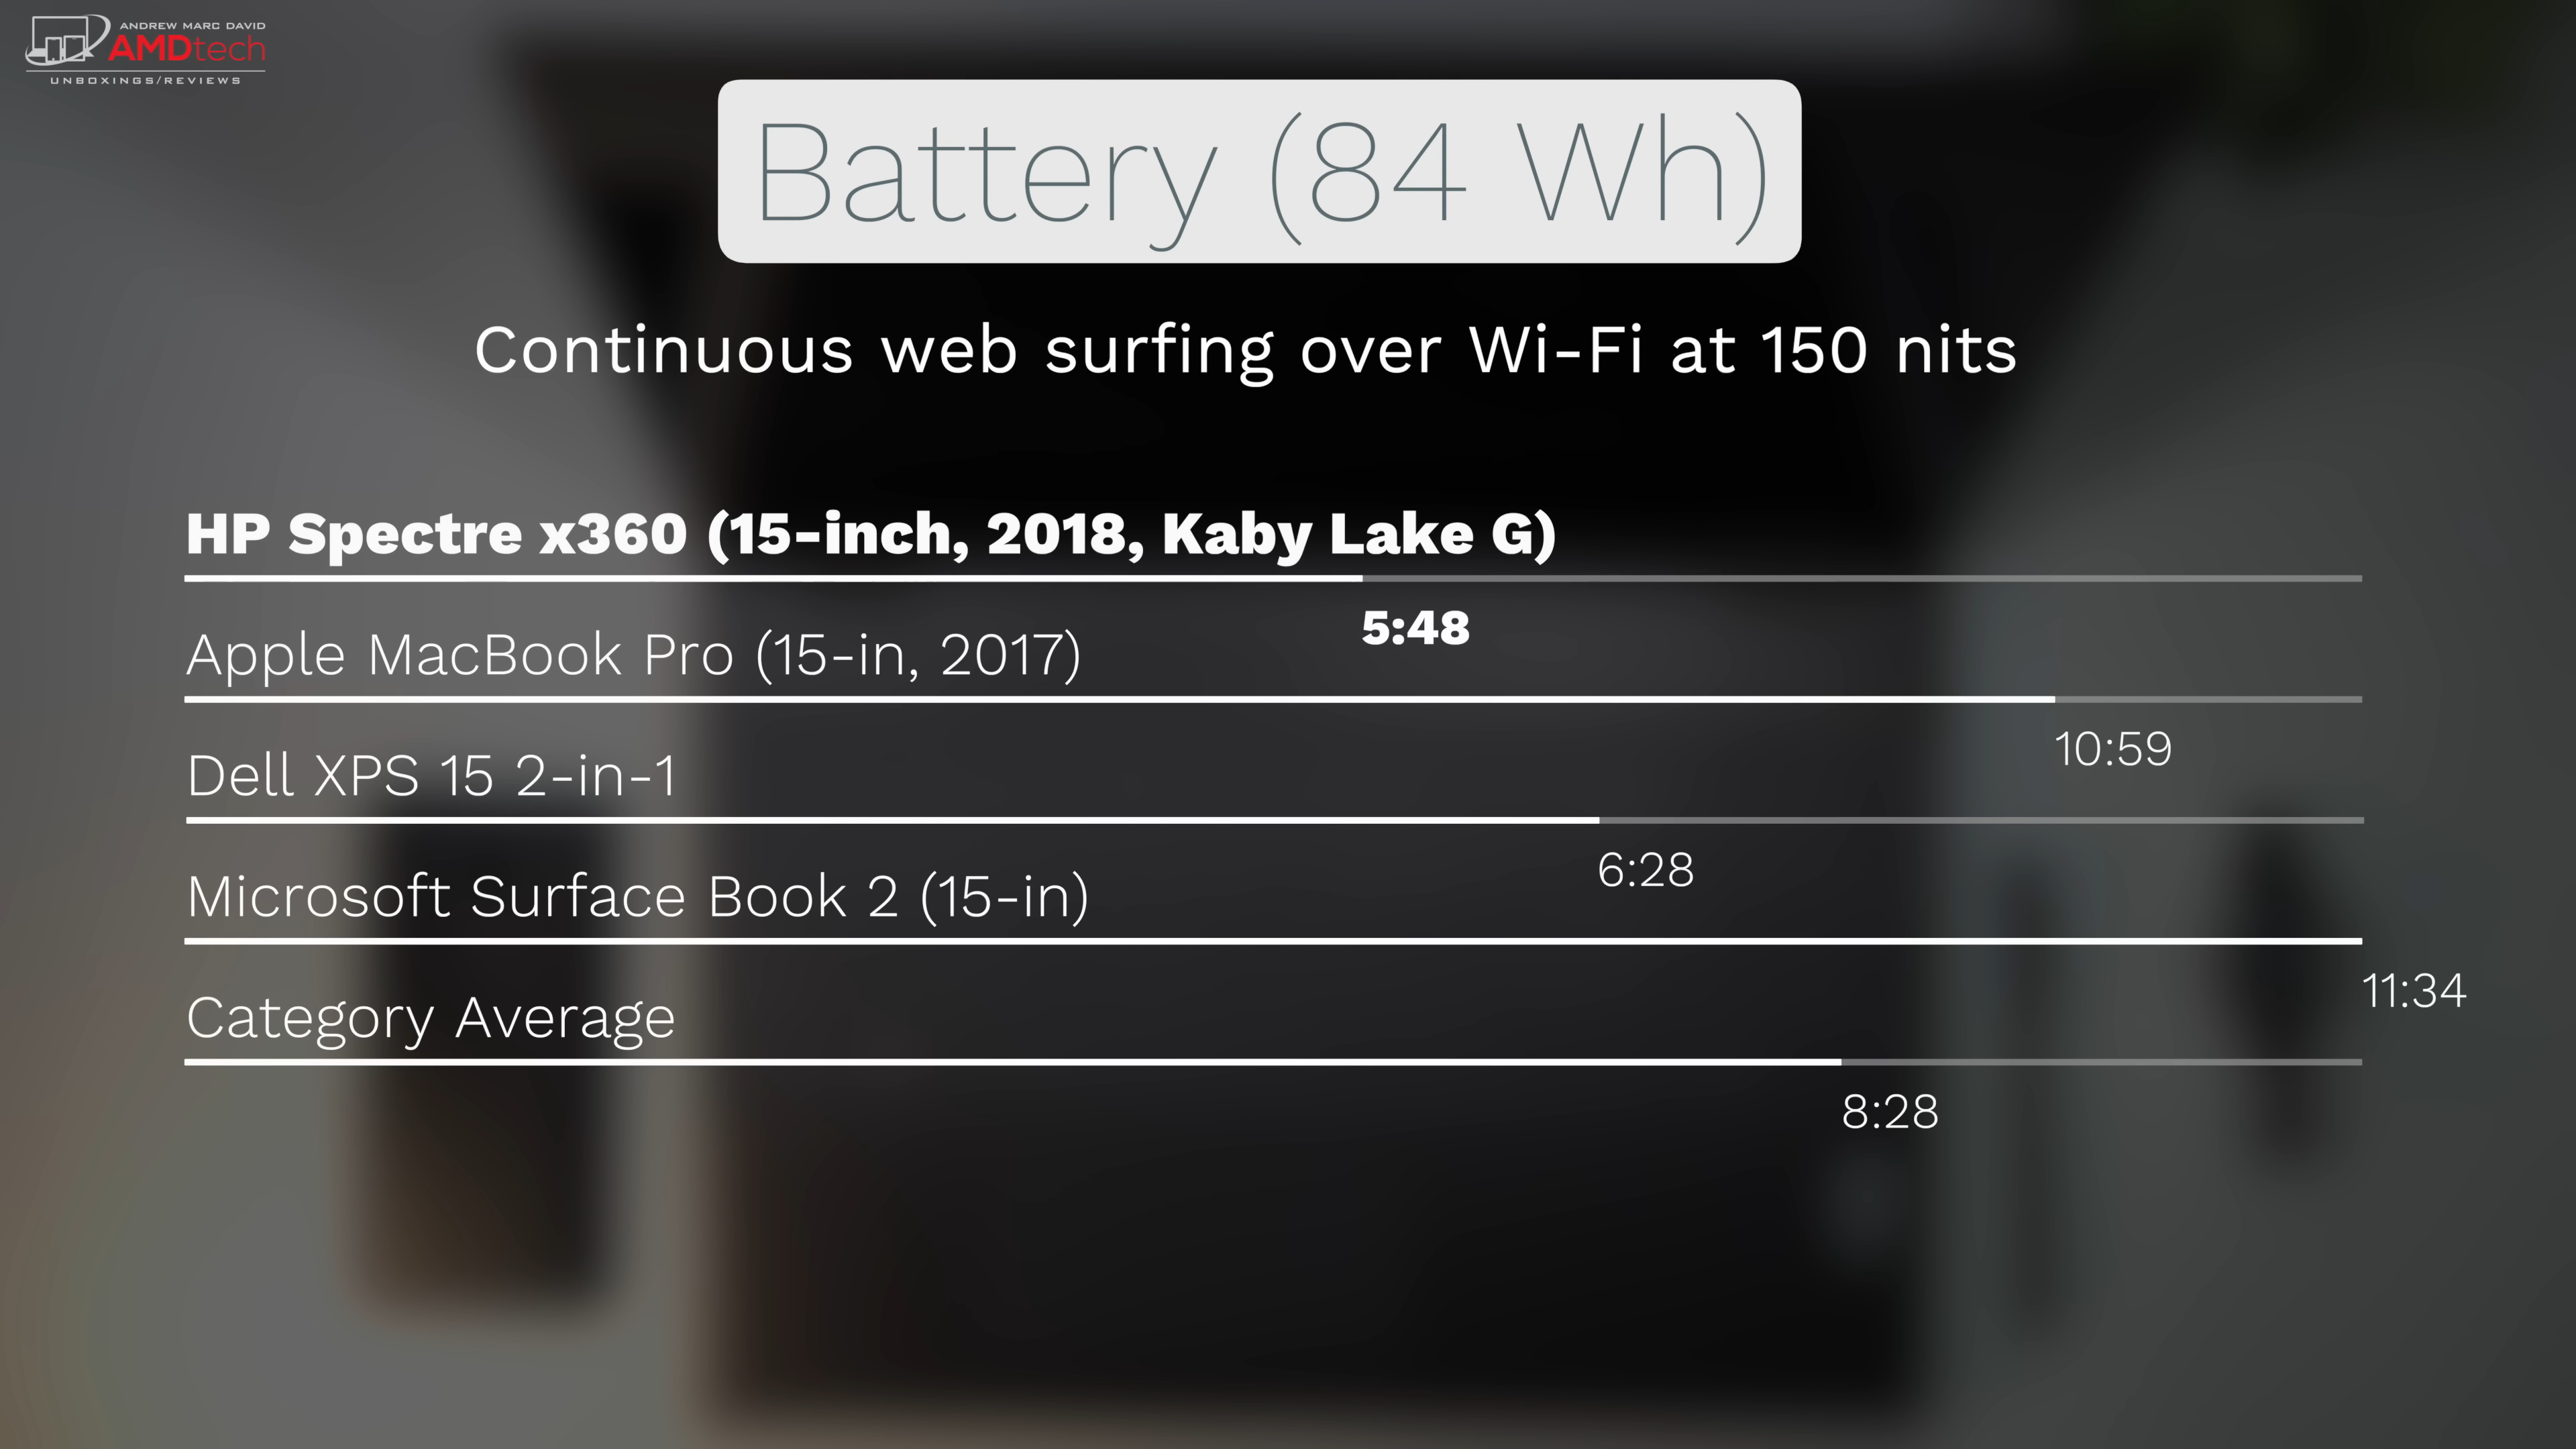 ANDREW MARC DAVID
AMDtech
UNBOXINGS/REVIEWS
Battery (84 Wh)
Continuous web surfing over Wi-Fi at 150 nits
HP Spectre x360 (15-inch, 2018, Kaby Lake G)
5:48
Apple MacBook Pro (15-in, 2017)
10:59
Dell XPS 15 2-in-1
6:28
Microsoft Surface Book 2 (15-in)
11:34
Category Average
8:28